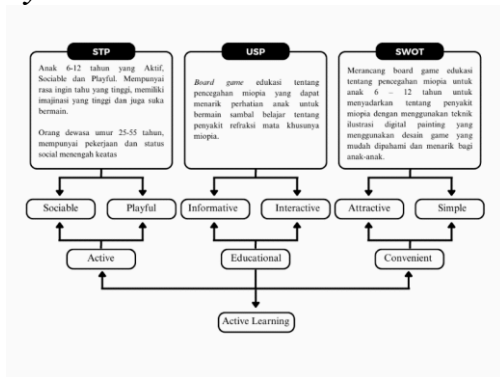 STP
Anak 6-12 tahun yang Aktif,
Sociable dan Playful. Mempunyai
rasa ingin tahu yang tinggi, memiliki
imajinasi yang tinggi dan juga suka
bermain.
Orang dewasa umur 25-55 tahun,
mempunyai pekerjaan dan status
social menengah keatas
USP
Board game edukasi tentang
pencegahan miopia yang dapat
menarik perhatian anak untuk
bermain sambal belajar tentang
penyakit refraksi mata khusunya
miopia.
SWOT
Merancang board game edukasi
tentang pencegahan miopia untuk
anak 6 – 12 tahun untuk
menyadarkan tentang penyakit
miopia dengan menggunakan teknik
ilustrasi digital painting yang
menggunakan desain game yang
mudah dipahami dan menarik bagi
anak-anak.
Sociable
Playful
Informative
Interactive
Attractive
Simple
Active
Educational
Convenient
Active Learning